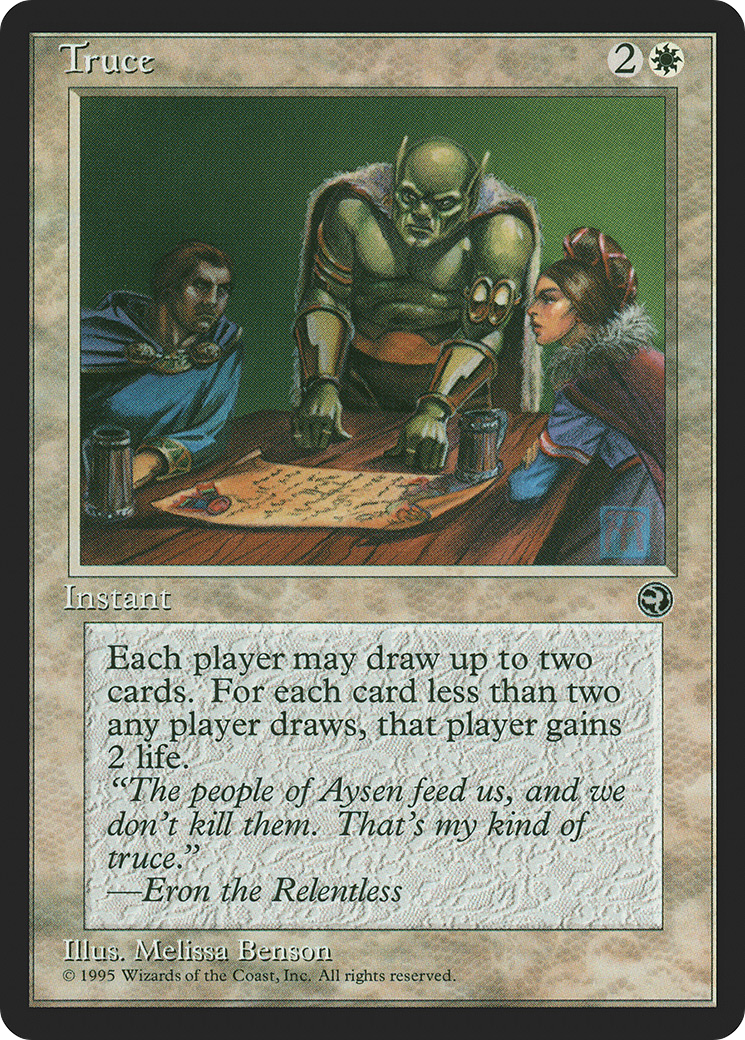 Truce 2
Instant
Each player may draw up to two
cards. For each card less than two
any player draws, that player gains
2 life.
“The people of Aysen feed us, and we
don’t kill them. That’s my kind of
truce.”
—Eron the Relentless
Illus. Melissa Benson
© 1995 Wizards of the Coast, Inc. All rights reserved.